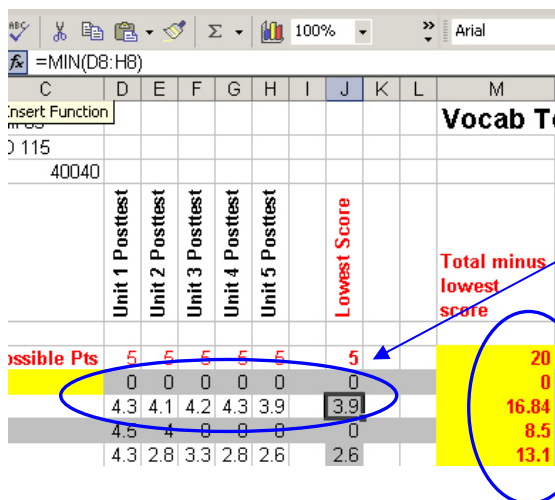 ABC Σ 100% » Arial
fx =MIN(D8:H8)
C D E F G H I J K L M
Insert Function Vocab T
115
40040
Unit 1 Posttest
Unit 2 Posttest
Unit 3 Posttest
Unit 4 Posttest
Unit 5 Posttest
Lowest Score
Total minus
lowest
score
ossible Pts 5 5 5 5 5 5 20
0 0 0 0 0 0 0
4.3 4.1 4.2 4.3 3.9 3.9 16.84
4.5 4 0 0 0 0 8.5
4.3 2.8 3.3 2.8 2.6 2.6 13.1